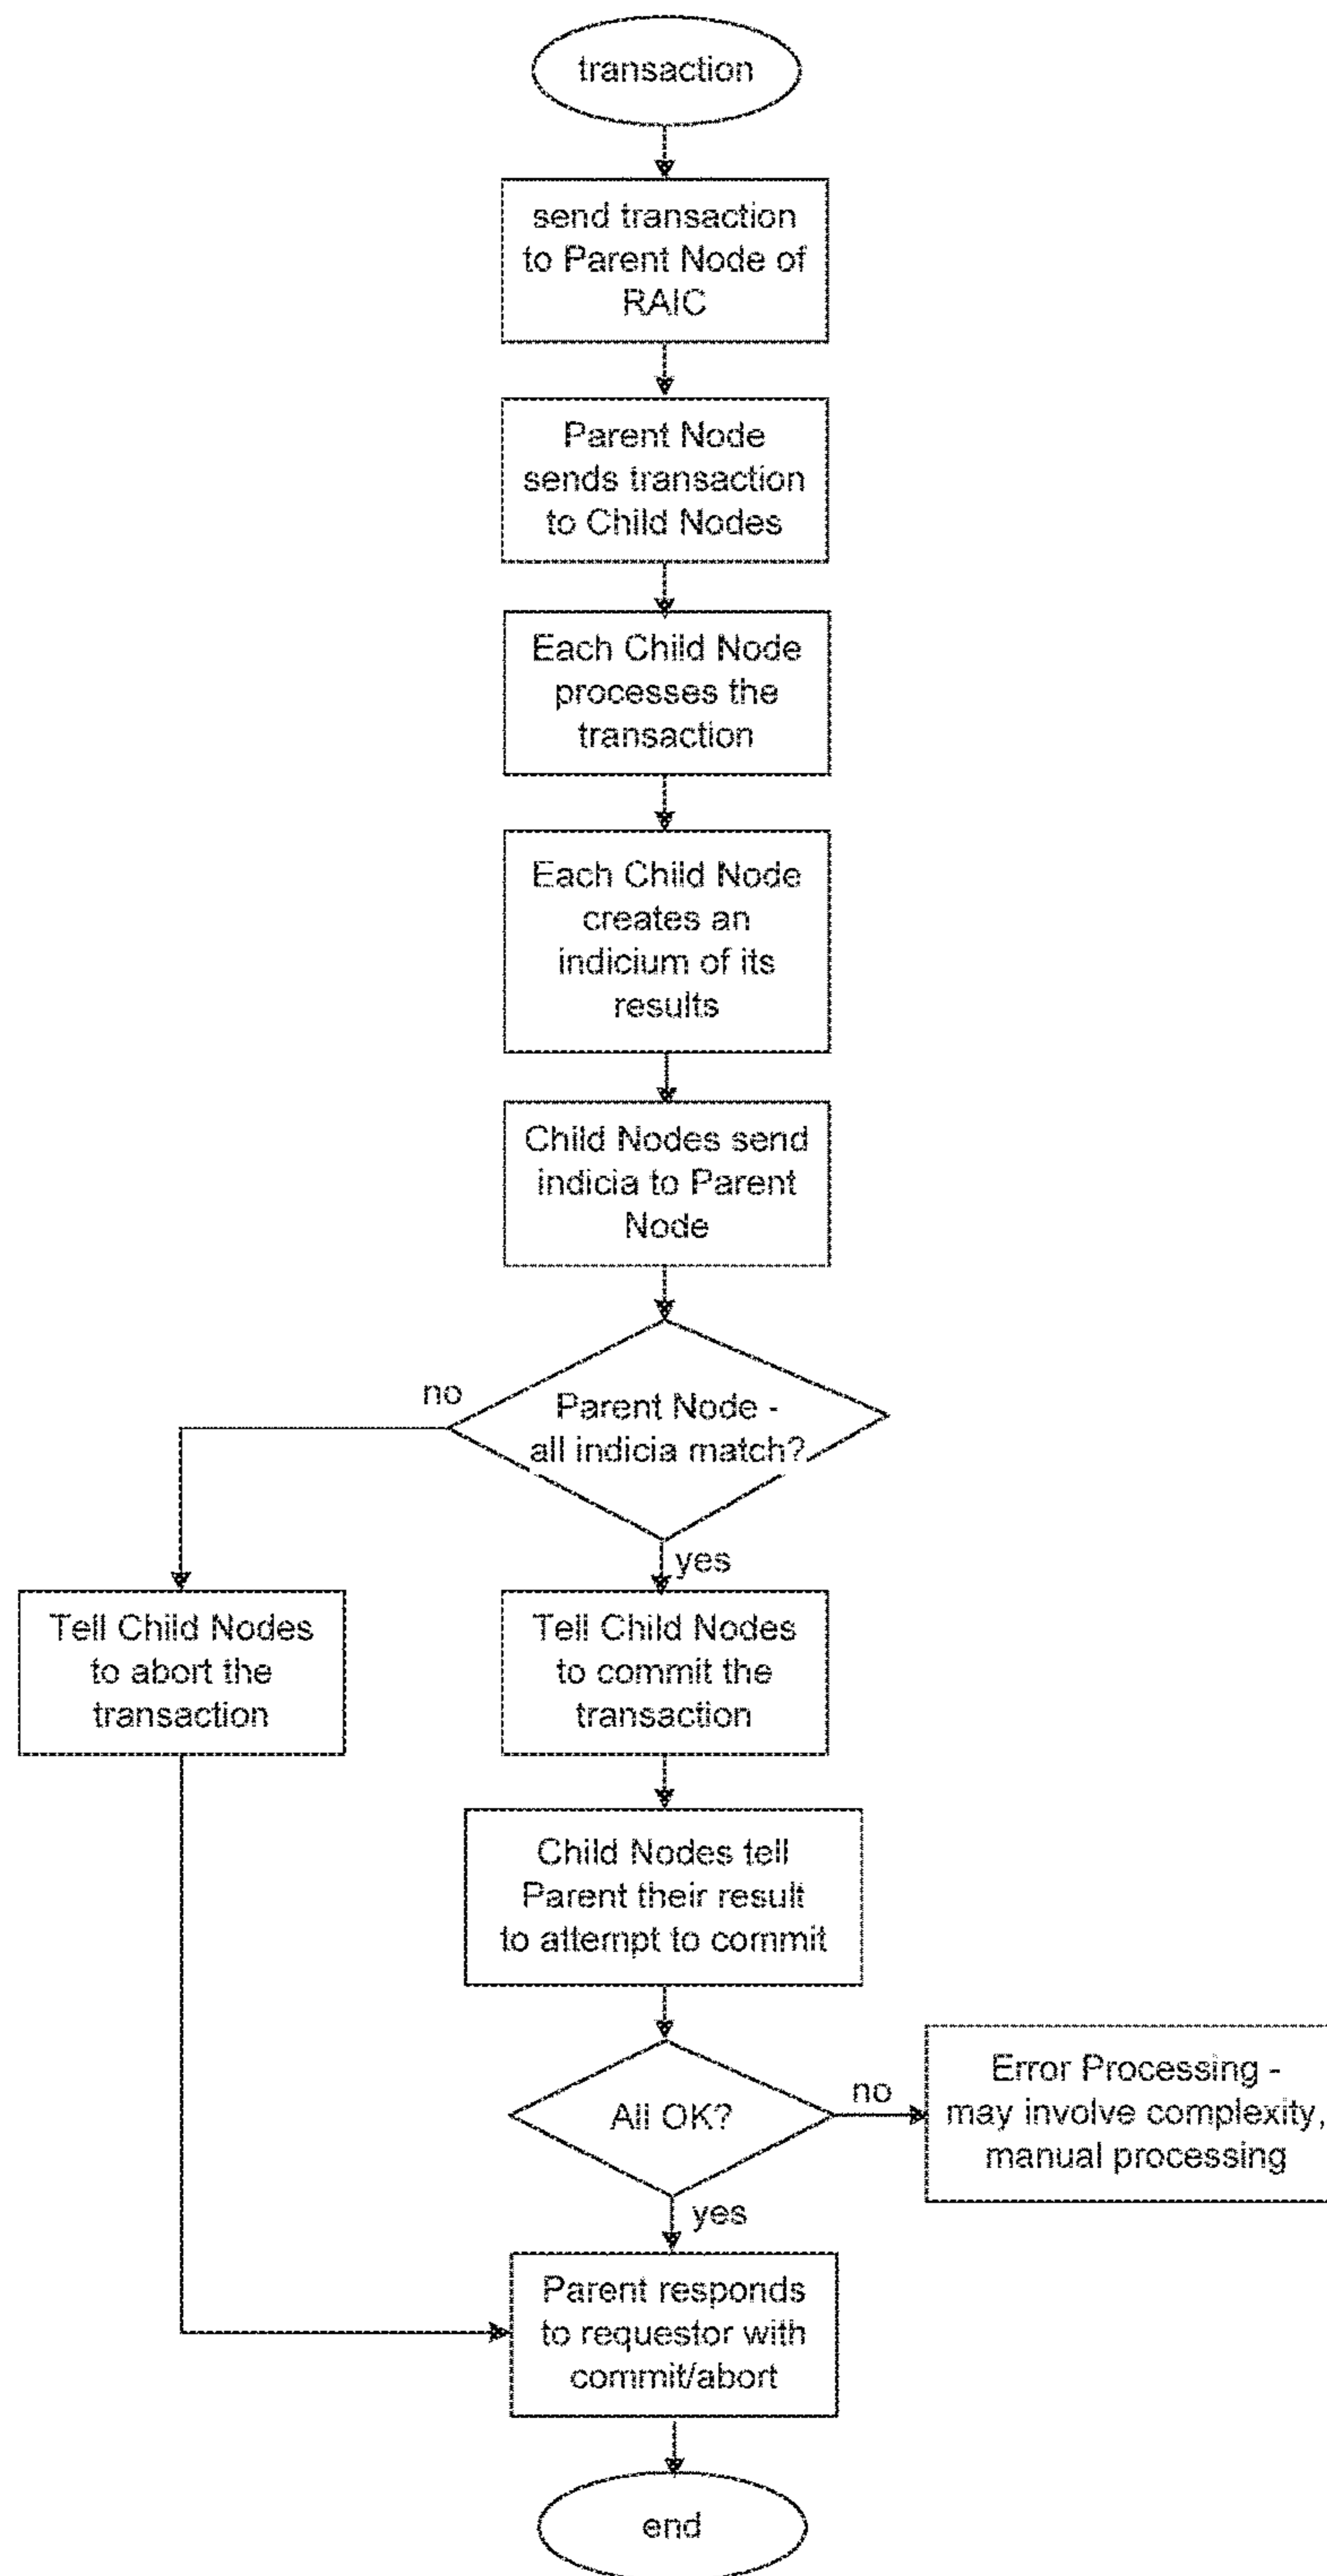 transaction
send transaction
to Parent Node of
RAIC
Parent Node
sends transaction
to Child Nodes
Each Child Node
processes the
transaction
Each Child Node
creates an
indicium of its
results
Child Nodes send
indicia to Parent
Node
no
Parent Node -
all indicia match?
yes
Tell Child Nodes
to abort the
transaction
Tell Child Nodes
to commit the
transaction
Child Nodes tell
Parent their result
to attempt to commit
All OK?
no
Error Processing -
may involve complexity,
manual processing
yes
Parent responds
to requestor with
commit/abort
end